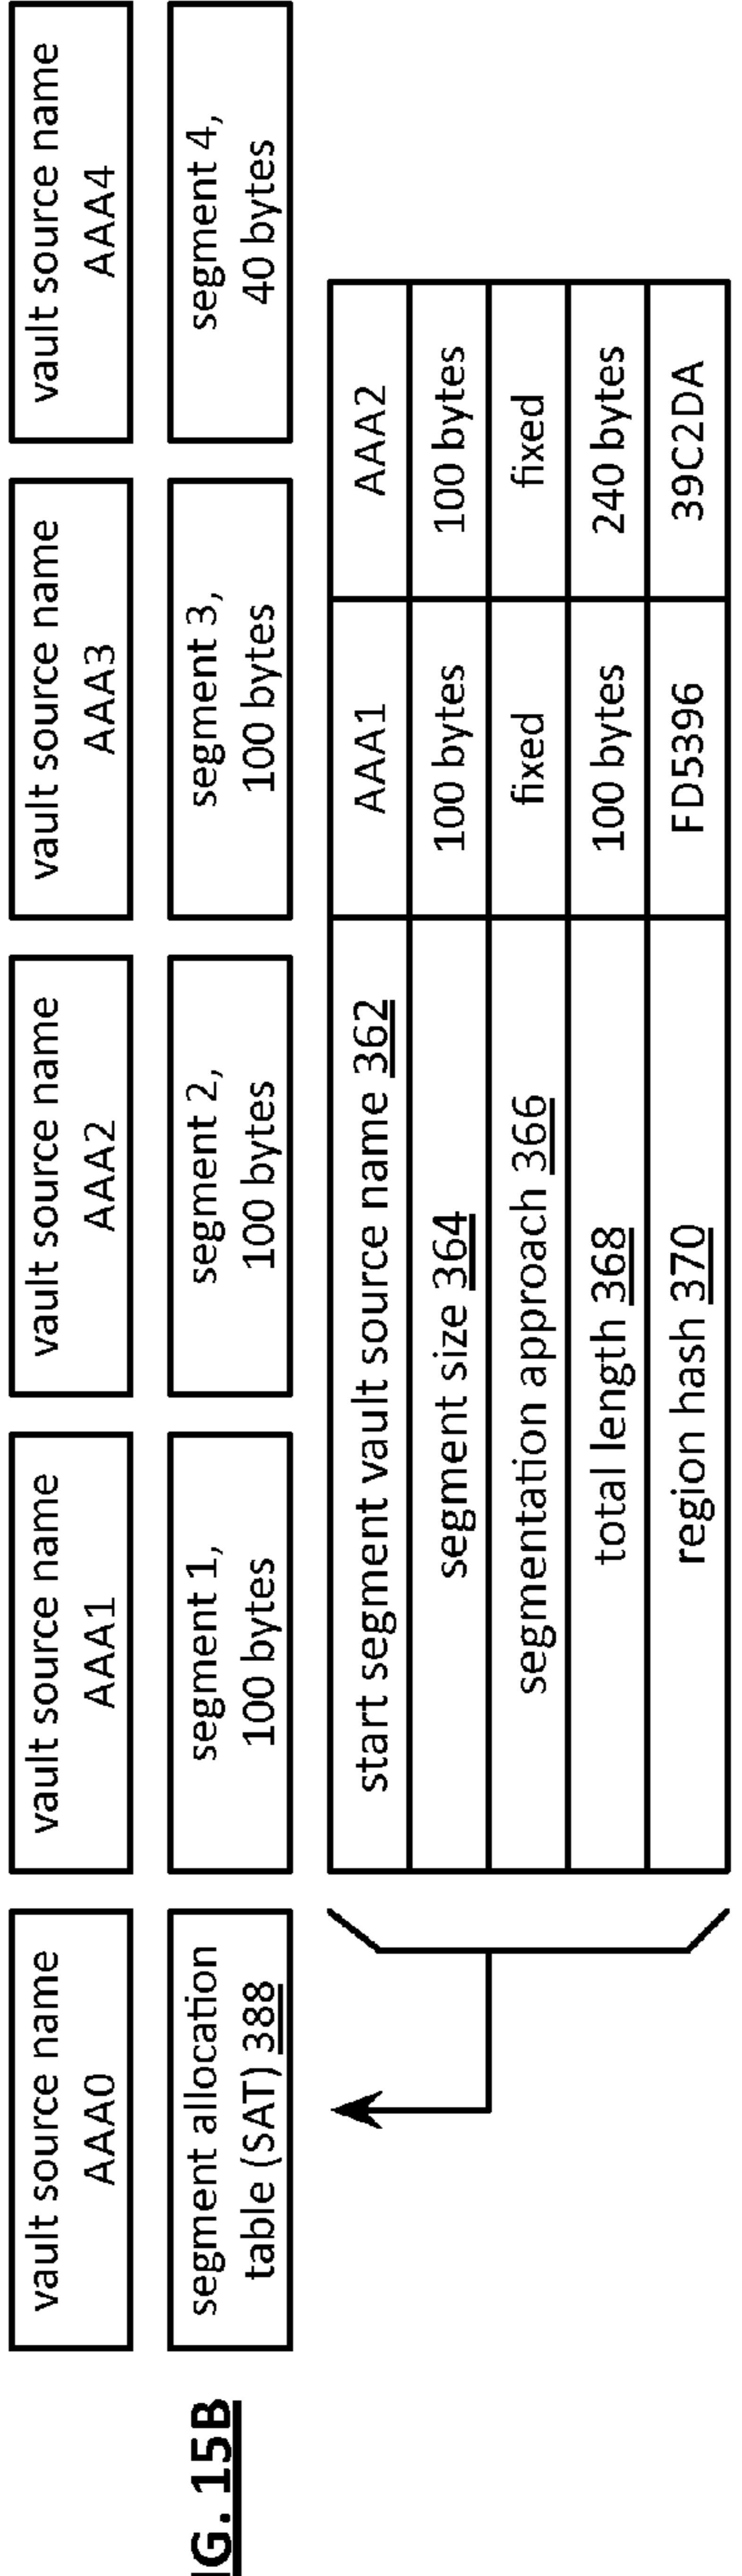 vault source name
AAA0
vault source name
AAA1
vault source name
AAA2
vault source name
AAA3
vault source name
AAA4
segment allocation
table (SAT) 388
segment 1,
100 bytes
segment 2,
100 bytes
segment 3,
100 bytes
segment 4,
40 bytes
start segment vault source name 362
AAA1
AAA2
segment size 364
100 bytes
100 bytes
segmentation approach 366
fixed
fixed
total length 368
100 bytes
240 bytes
region hash 370
FD5396
39C2DA
G. 15B